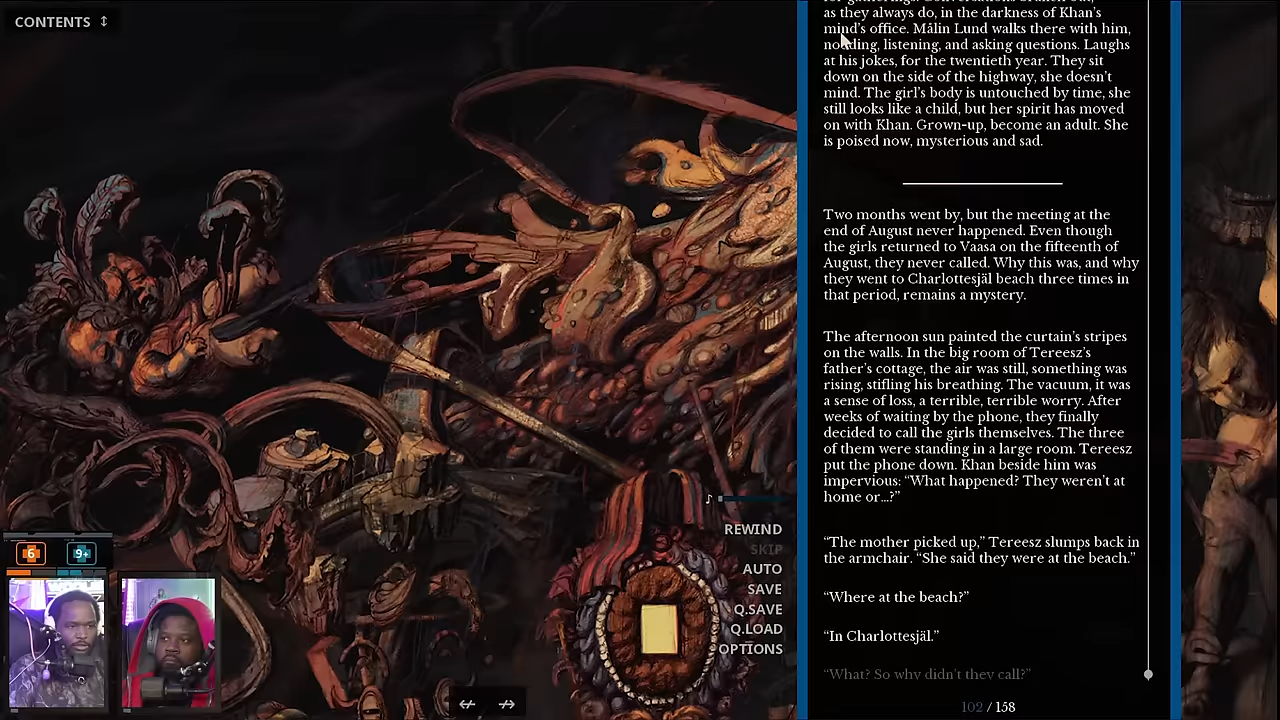 CONTENTS
as they always do, in the darkness of Khan's
mind's office. Målin Lund walks there with him,
nodding, listening, and asking questions. Laughs
at his jokes, for the twentieth year. They sit
down on the side of the highway, she doesn't
mind. The girl's body is untouched by time, she
still looks like a child, but her spirit has moved
on with Khan. Grown-up, become an adult. She
is poised now, mysterious and sad.
Two months went by, but the meeting at the
end of August never happened. Even though
the girls returned to Vaasa on the fifteenth of
August, they never called. Why this was, and why
they went to Charlottesjäl beach three times in
that period, remains a mystery.
The afternoon sun painted the curtain's stripes
on the walls. In the big room of Tereesz's
father's cottage, the air was still, something was
rising, stifling his breathing. The vacuum, it was
a sense of loss, a terrible, terrible worry. After
weeks of waiting by the phone, they finally
decided to call the girls themselves. The three
of them were standing in a large room. Tereesz
put the phone down. Khan beside him was
impervious: “What happened? They weren't at
home or...?”
“The mother picked up,” Tereesz slumps back in
the armchair. “She said they were at the beach.”
“Where at the beach?”
“In Charlottesjäl.”
“What? So why didn't they call?”
102 / 158
REWIND
SKIP
AUTO
SAVE
Q.SAVE
Q.LOAD
OPTIONS
6
9+